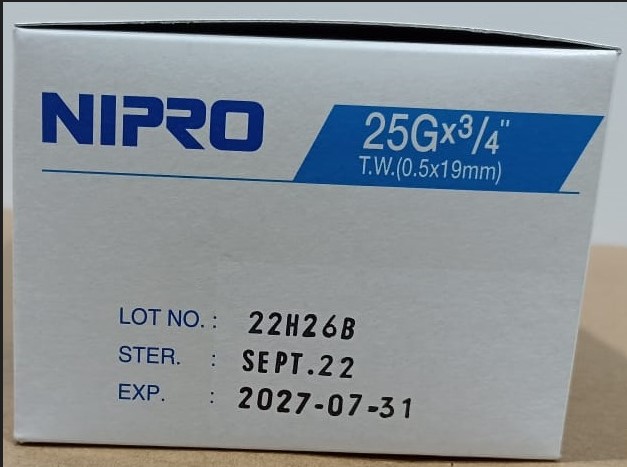 NIPRO
25Gx3/4"
T.W.(0.5x19mm)
LOT NO. : 22H26B
STER. : SEPT.22
EXP. : 2027-07-31